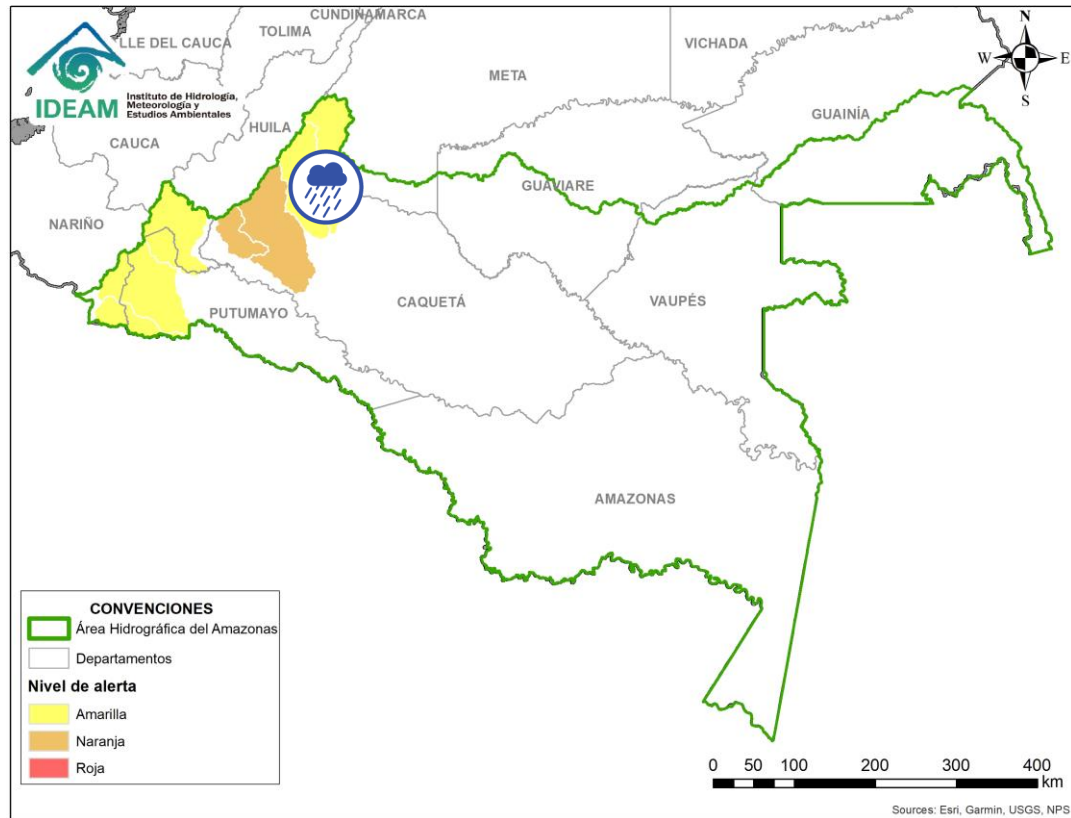 CUNDINAMARCA
TOLIMA
LLE DEL CAUCA
VICHADA
N
W
E
S
META
IDEAM
Instituto de Hidrología,
Meteorología y
Estudios Ambientales
GUAINÍA
HUILA
CAUCA
GUAVIARE
NARIÑO
CAQUETÁ
VAUPÉS
PUTUMAYO
AMAZONAS
CONVENCIONES
Área Hidrográfica del Amazonas
Departamentos
Nivel de alerta
Amarilla
Naranja
Roja
0 50 100 200 300 400
km
Sources: Esri, Garmin, USGS, NPS